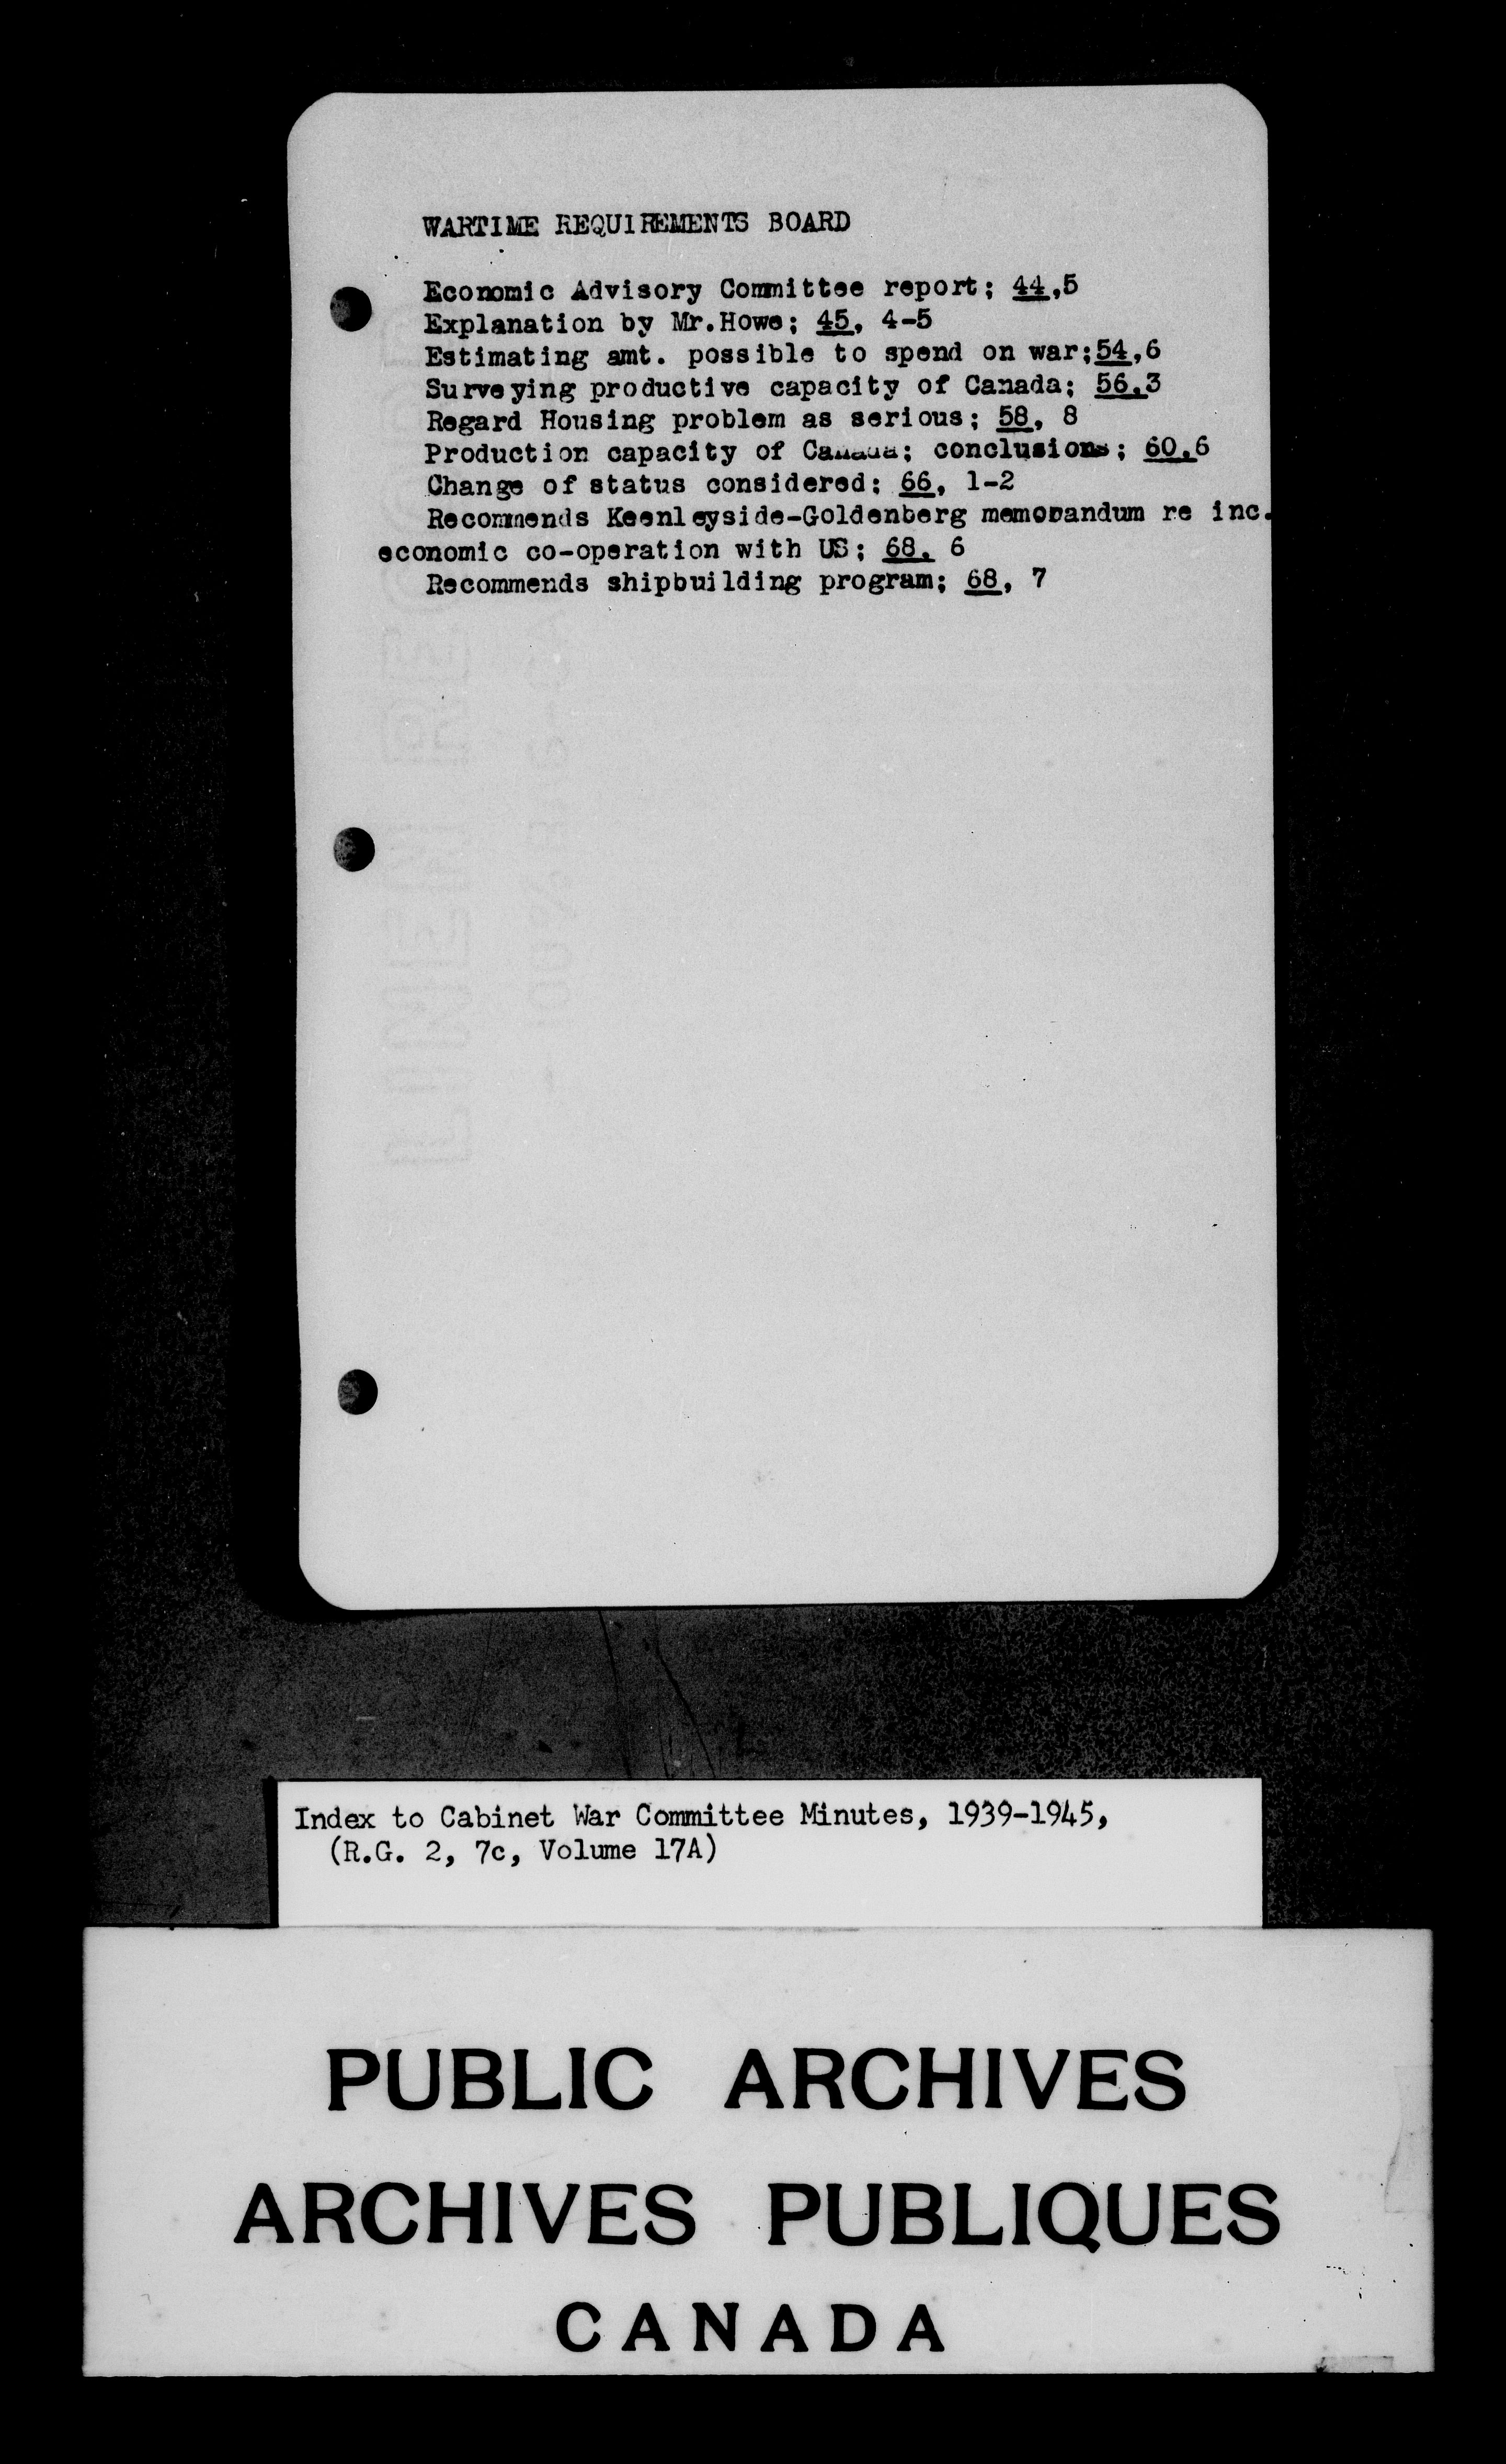 WARTIME REQUIREMENTS BOARD
Economic Advisory Committee report; 44,5
Explanation by Mr.Howe; 45, 4-5
Estimating amt. possible to spend on war;54,6
Surveying productive capacity of Canada; 56,3
Regard Housing problem as serious; 58, 8
Production capacity of Canada; conclusions; 60,6
Change of status considered; 66, 1-2
Recommends Keenleyside-Goldenberg memorandum re inc.
economic co-operation with US; 68, 6
Recommends shipbuilding program; 68, 7
Index to Cabinet War Committee Minutes, 1939-1945,
(R.G. 2, 7c, Volume 17A)
PUBLIC ARCHIVES
ARCHIVES PUBLIQUES
CANADA